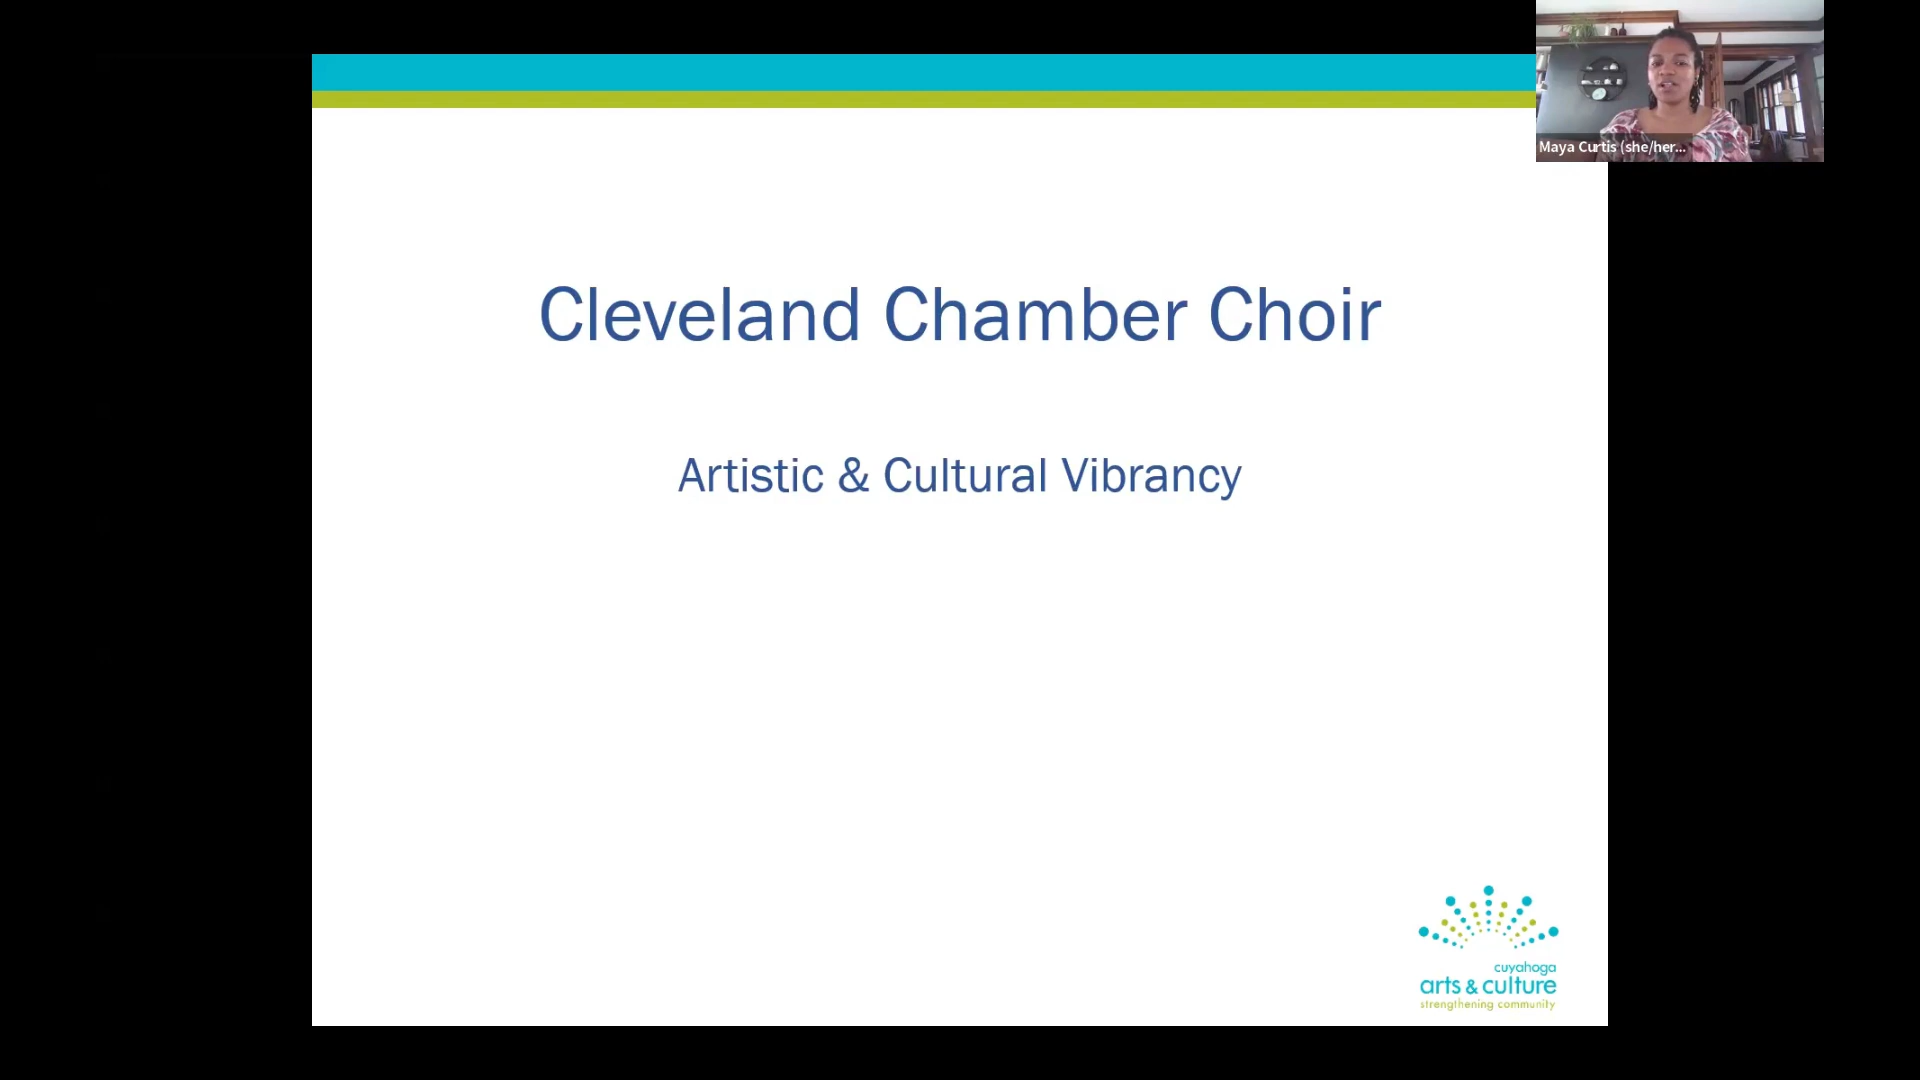 Maya Curtis (she/her...
Cleveland Chamber Choir
Artistic & Cultural Vibrancy
cuyahoga
arts & culture
strengthening community